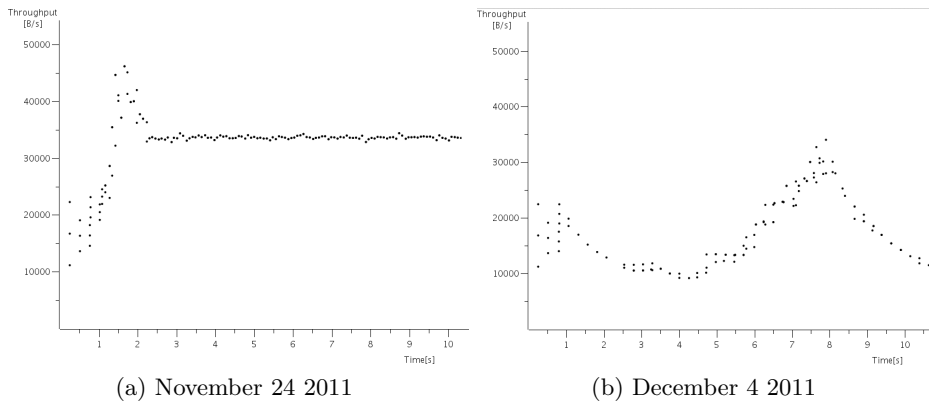 Throughput
[B/s]
50000
40000
30000
20000
10000
1 2 3 4 5 6 7 8 9 10
Time[s]
(a) November 24 2011
Throughput
[B/s]
50000
40000
30000
20000
10000
1 2 3 4 5 6 7 8 9 10
Time[s]
(b) December 4 2011